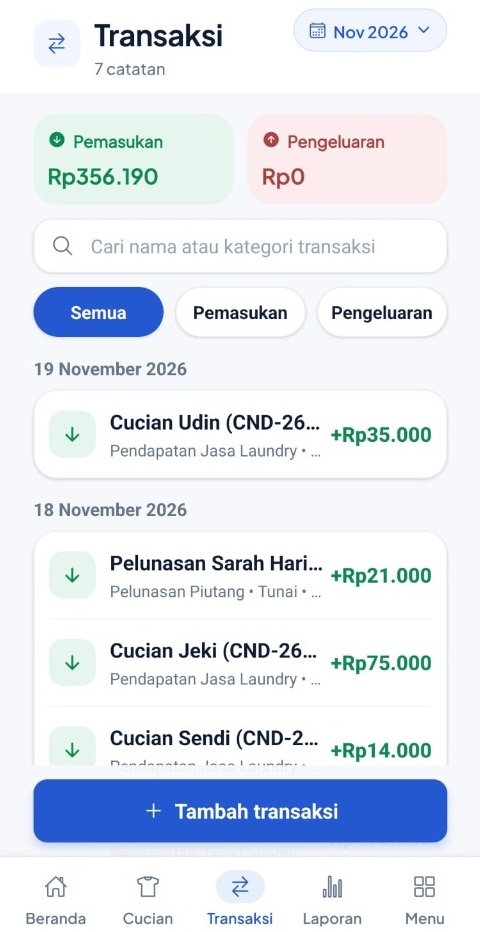 Transaksi
7 catatan
Nov 2026
Pemasukan
Rp356.190
Pengeluaran
Rp0
Cari nama atau kategori transaksi
Semua
Pemasukan
Pengeluaran
19 November 2026
Cucian Udin (CND-26...
+Rp35.000
Pendapatan Jasa Laundry • ...
18 November 2026
Pelunasan Sarah Hari...
+Rp21.000
Pelunasan Piutang • Tunai • ...
Cucian Jeki (CND-26...
+Rp75.000
Pendapatan Jasa Laundry • ...
Cucian Sendi (CND-2...
+Rp14.000
Pendapatan Jasa Laundry • ...
+ Tambah transaksi
Beranda
Cucian
Transaksi
Laporan
Menu